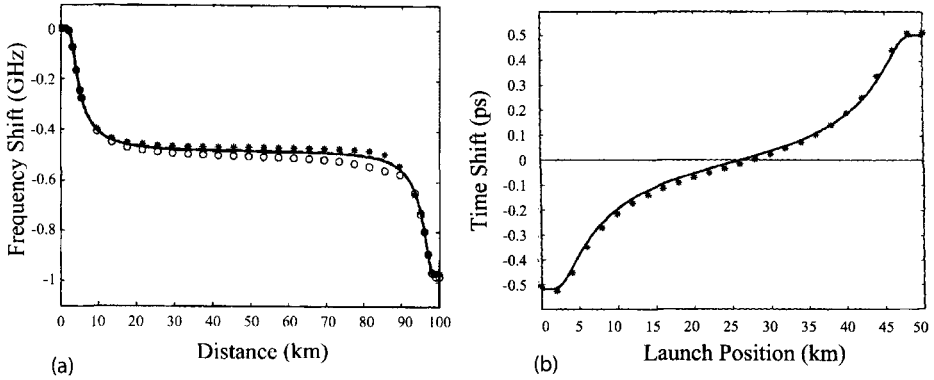 Frequency Shift (GHz)
0
-0.2
-0.4
-0.6
-0.8
-1
0 10 20 30 40 50 60 70 80 90 100
Distance (km)
(a)
Time Shift (ps)
0.5
0.4
0.3
0.2
0.1
0
-0.1
-0.2
-0.3
-0.4
-0.5
0 5 10 15 20 25 30 35 40 45 50
Launch Position (km)
(b)